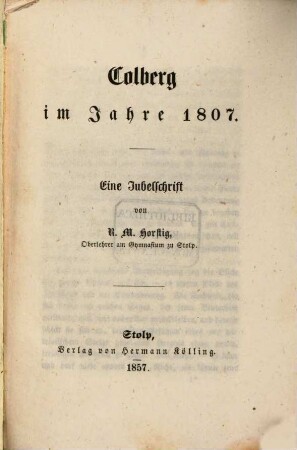 Colberg
im Jahre 1807.
Eine Jubelschrift
von
R. M. Horstig,
Oberlehrer am Gymnasium zu Stolp.
Stolp,
Verlag von Hermann Kölling.
1857.